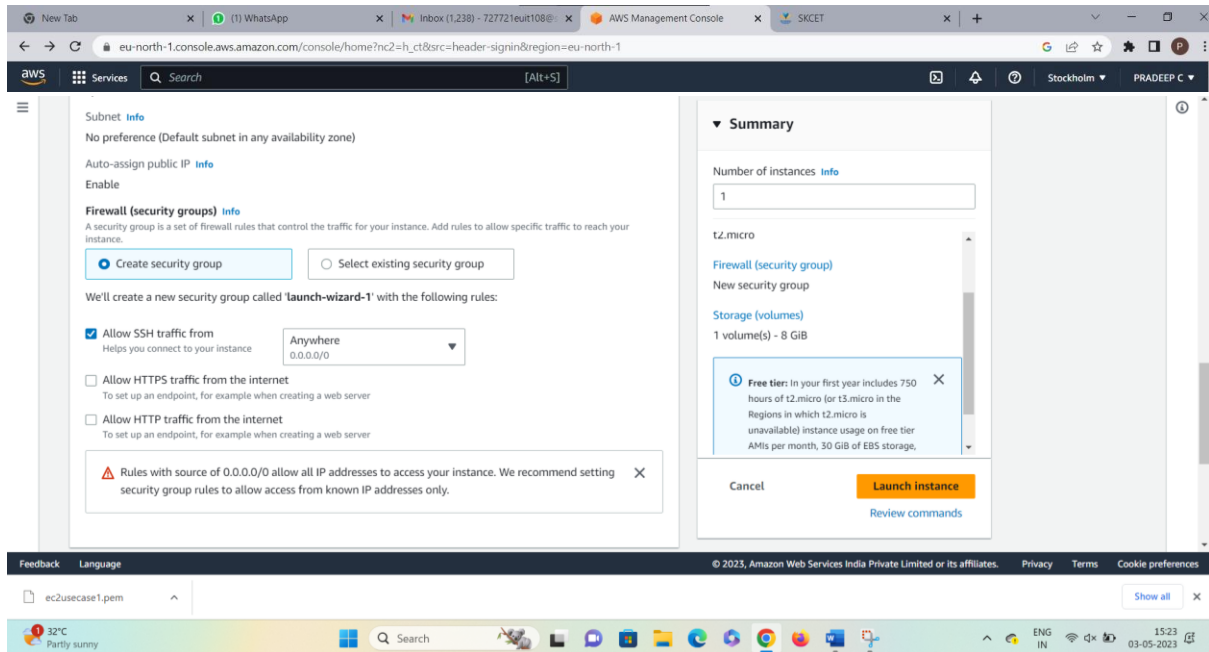 New Tab
(1) WhatsApp
Inbox (1,238) - 727721euit108@s
AWS Management Console
SKCET
eu-north-1.console.aws.amazon.com/console/home?nc2=h_ct&src=header-signin&region=eu-north-1
aws
Services
Search
[Alt+S]
Stockholm ▼
PRADEEP C ▼
Subnet Info
No preference (Default subnet in any availability zone)
Auto-assign public IP Info
Enable
Firewall (security groups) Info
A security group is a set of firewall rules that control the traffic for your instance. Add rules to allow specific traffic to reach your
instance.
Create security group
Select existing security group
We'll create a new security group called 'launch-wizard-1' with the following rules:
Allow SSH traffic from
Helps you connect to your instance
Anywhere
0.0.0.0/0
Allow HTTPS traffic from the internet
To set up an endpoint, for example when creating a web server
Allow HTTP traffic from the internet
To set up an endpoint, for example when creating a web server
Rules with source of 0.0.0.0/0 allow all IP addresses to access your instance. We recommend setting
security group rules to allow access from known IP addresses only.
Summary
Number of instances Info
1
t2.micro
Firewall (security group)
New security group
Storage (volumes)
1 volume(s) - 8 GiB
Free tier: In your first year includes 750
hours of t2.micro (or t3.micro in the
Regions in which t2.micro is
unavailable) instance usage on free tier
AMIs per month, 30 GiB of EBS storage,
Cancel
Launch instance
Review commands
Feedback
Language
© 2023, Amazon Web Services India Private Limited or its affiliates.
Privacy
Terms
Cookie preferences
ec2usecase1.pem
Show all
1
32°C
Partly sunny
Search
ENG
IN
15:23
03-05-2023